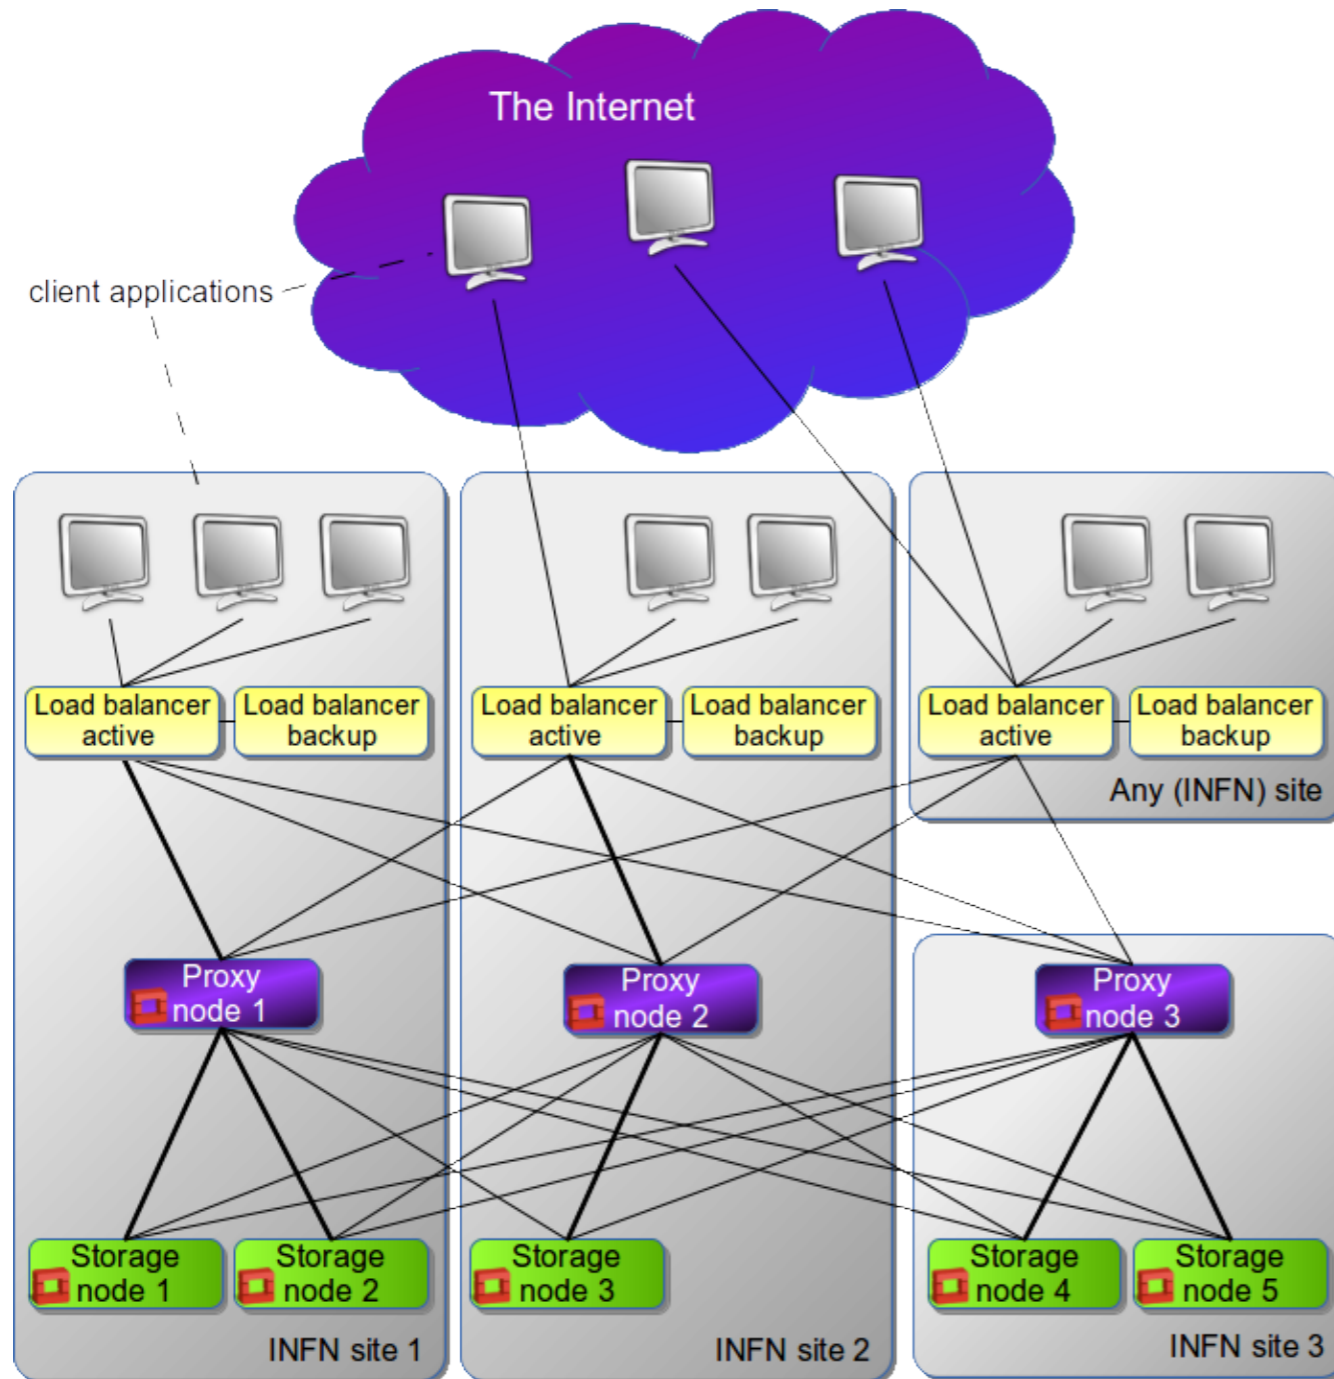 The Internet
client applications
Load balancer
active
Load balancer
backup
Load balancer
active
Load balancer
backup
Load balancer
active
Load balancer
backup
Any (INFN) site
Proxy
node 1
Proxy
node 2
Proxy
node 3
Storage
node 1
Storage
node 2
Storage
node 3
Storage
node 4
Storage
node 5
INFN site 1
INFN site 2
INFN site 3